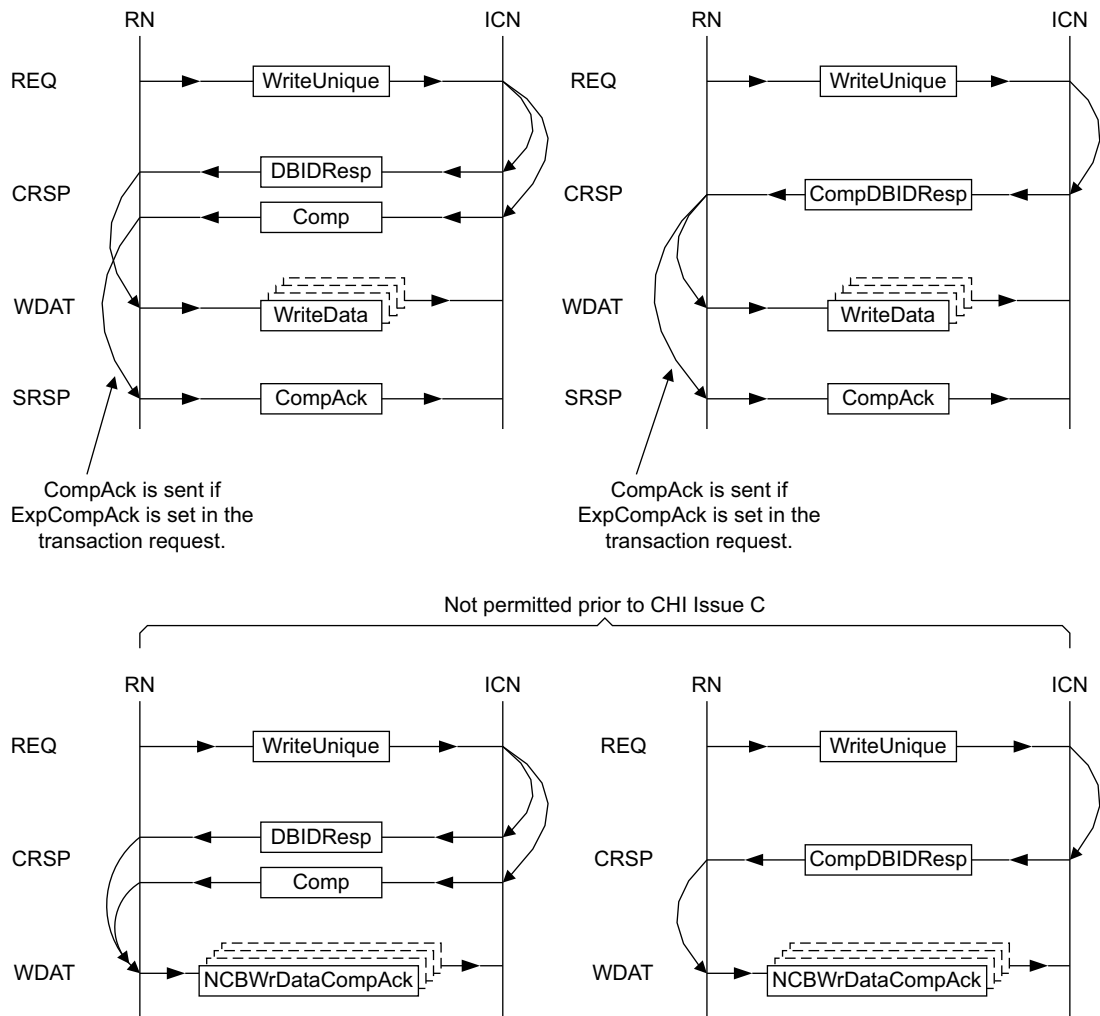 RN ICN
REQ WriteUnique
DBIDResp
CRSP
Comp
WDAT WriteData
SRSP CompAck
CompAck is sent if
ExpCompAck is set in the
transaction request.
RN ICN
REQ WriteUnique
CRSP CompDBIDResp
WDAT WriteData
SRSP CompAck
CompAck is sent if
ExpCompAck is set in the
transaction request.
Not permitted prior to CHI Issue C
RN ICN
REQ WriteUnique
DBIDResp
CRSP
Comp
WDAT NCBWrDataCompAck
RN ICN
REQ WriteUnique
CRSP CompDBIDResp
WDAT NCBWrDataCompAck